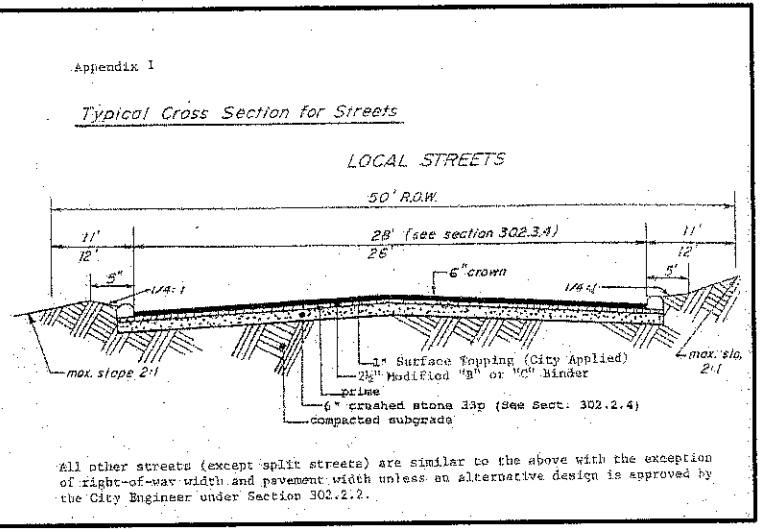 Appendix I
Typical Cross Section for Streets
LOCAL STREETS
50' R.O.W.
11' 28' (see section 302.3.4) 11'
12' 26' 12'
5" 1/4:1 6" crown 1/4:1 5'
max. slope 2:1
max. slo.
2:1
1" Surface Topping (City Applied)
2½" Modified "B" or "C" Binder
prime
6" crushed stone 33p (See Sect. 302.2.4)
compacted subgrade
All other streets (except split streets) are similar to the above with the exception
of right-of-way width and pavement width unless an alternative design is approved by
the City Engineer under Section 302.2.2.